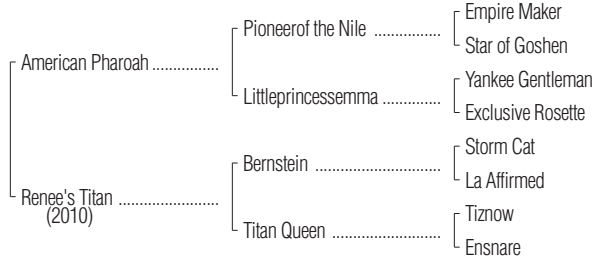 Empire Maker
Pioneerof the Nile ................
Star of Goshen
American Pharoah ................
Yankee Gentleman
Littleprincessemma ..............
Exclusive Rosette
Storm Cat
Bernstein ..............................
La Affirmed
Renee's Titan ........................
(2010)
Tiznow
Titan Queen ..........................
Ensnare